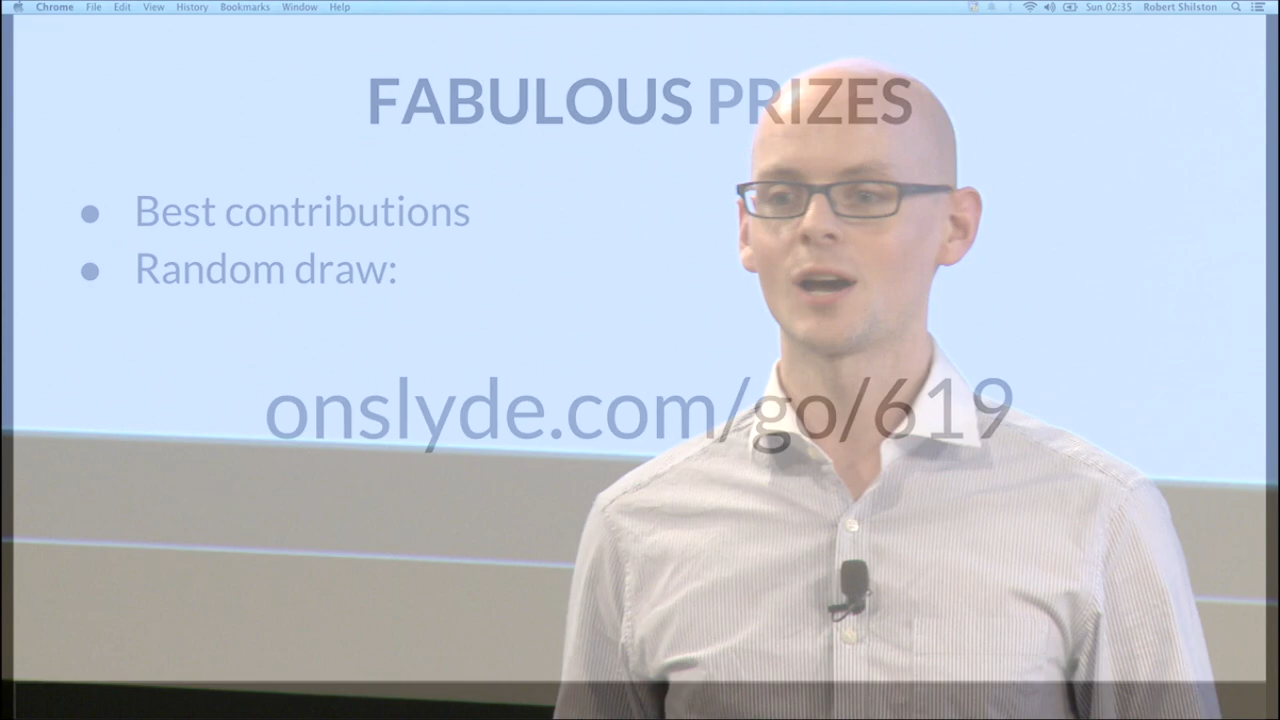 Chrome File Edit View History Bookmarks Window Help Sun 02:35 Robert Shilston
FABULOUS PRIZES
● Best contributions
● Random draw:
onslyde.com/go/619